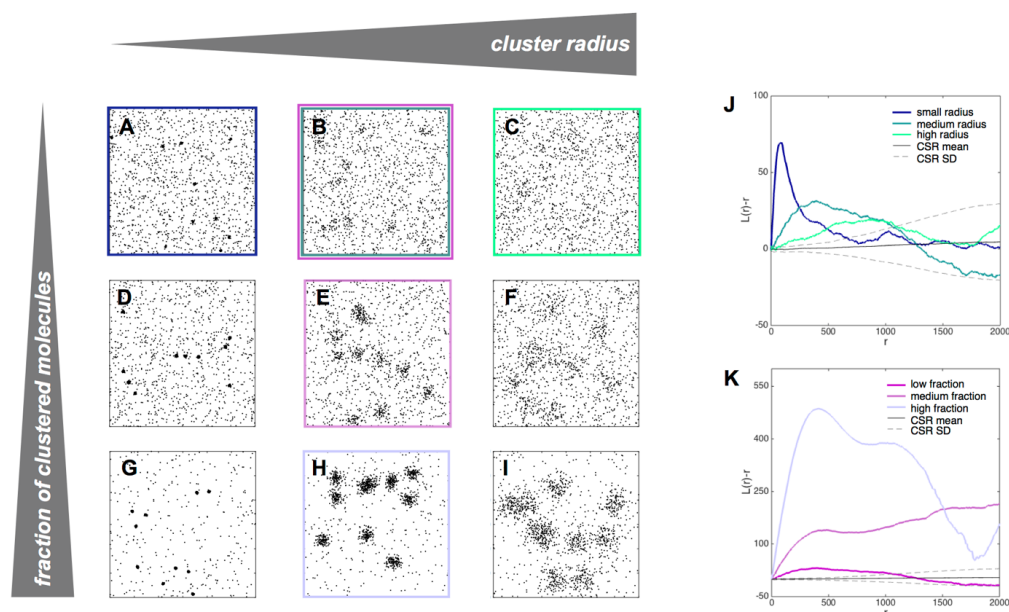 cluster radius
fraction of clustered molecules
A
B
C
D
E
F
G
H
I
J
100
50
0
-50
L(r)-r
0
500
1000
1500
2000
r
small radius
medium radius
high radius
CSR mean
CSR SD
K
550
400
250
100
-50
L(r)-r
0
500
1000
1500
2000
r
low fraction
medium fraction
high fraction
CSR mean
CSR SD